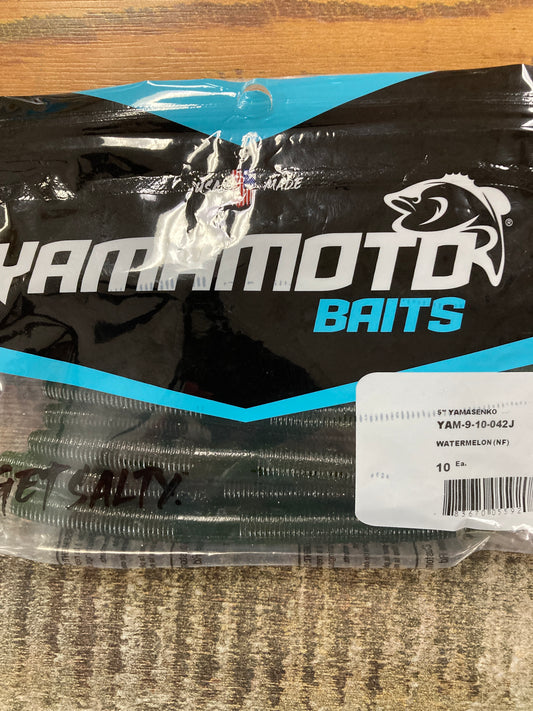 USA MADE
YAMAMOTO®
BAITS
5" YAMASENKO
YAM-9-10-042J
WATERMELON (NF)
10 Ea.
GET SALTY.